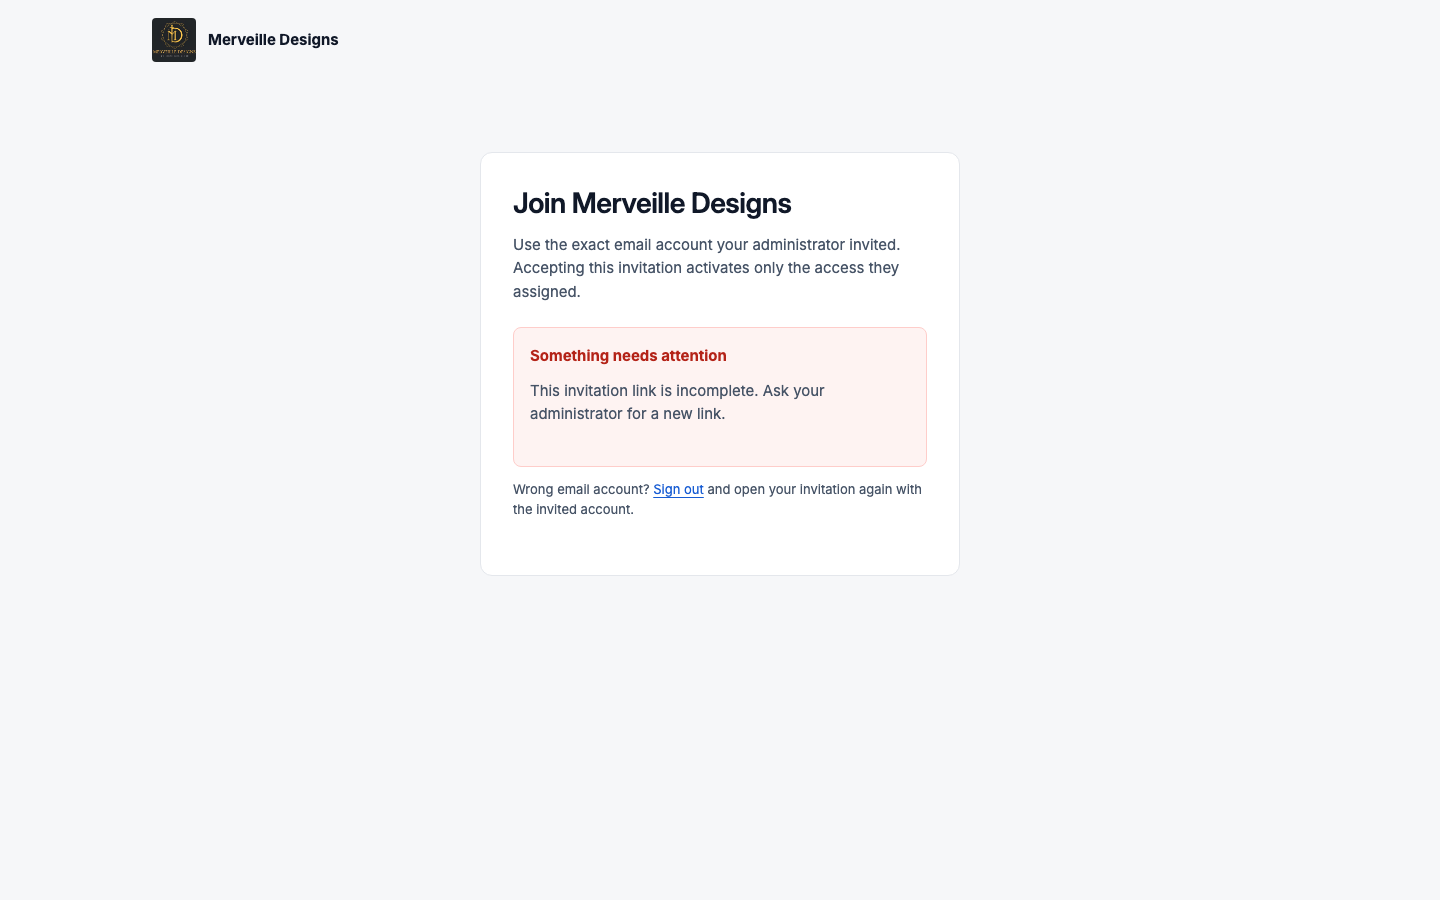 MERVEILLE DESIGNS
Merveille Designs
Join Merveille Designs
Use the exact email account your administrator invited.
Accepting this invitation activates only the access they
assigned.
Something needs attention
This invitation link is incomplete. Ask your
administrator for a new link.
Wrong email account? Sign out and open your invitation again with
the invited account.